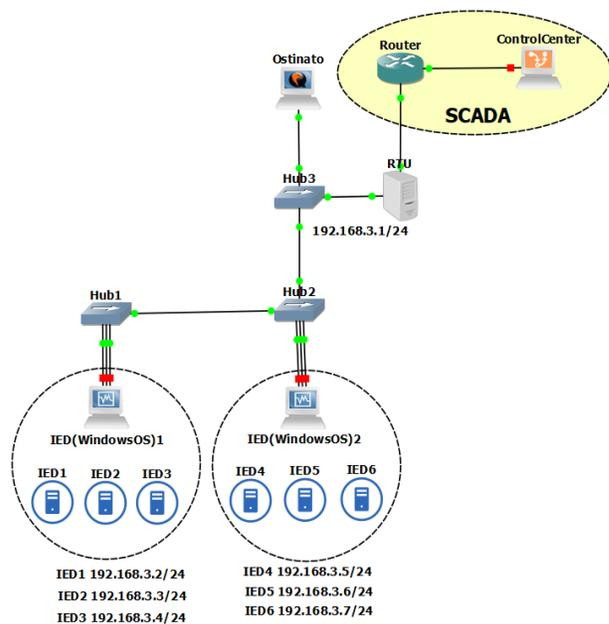 ControlCenter
Router
Ostinato
SCADA
RTU
Hub3
192.168.3.1/24
Hub1
Hub2
IED(WindowsOS)1
IED(WindowsOS)2
IED1 IED2 IED3
IED4 IED5 IED6
IED1 192.168.3.2/24
IED2 192.168.3.3/24
IED3 192.168.3.4/24
IED4 192.168.3.5/24
IED5 192.168.3.6/24
IED6 192.168.3.7/24